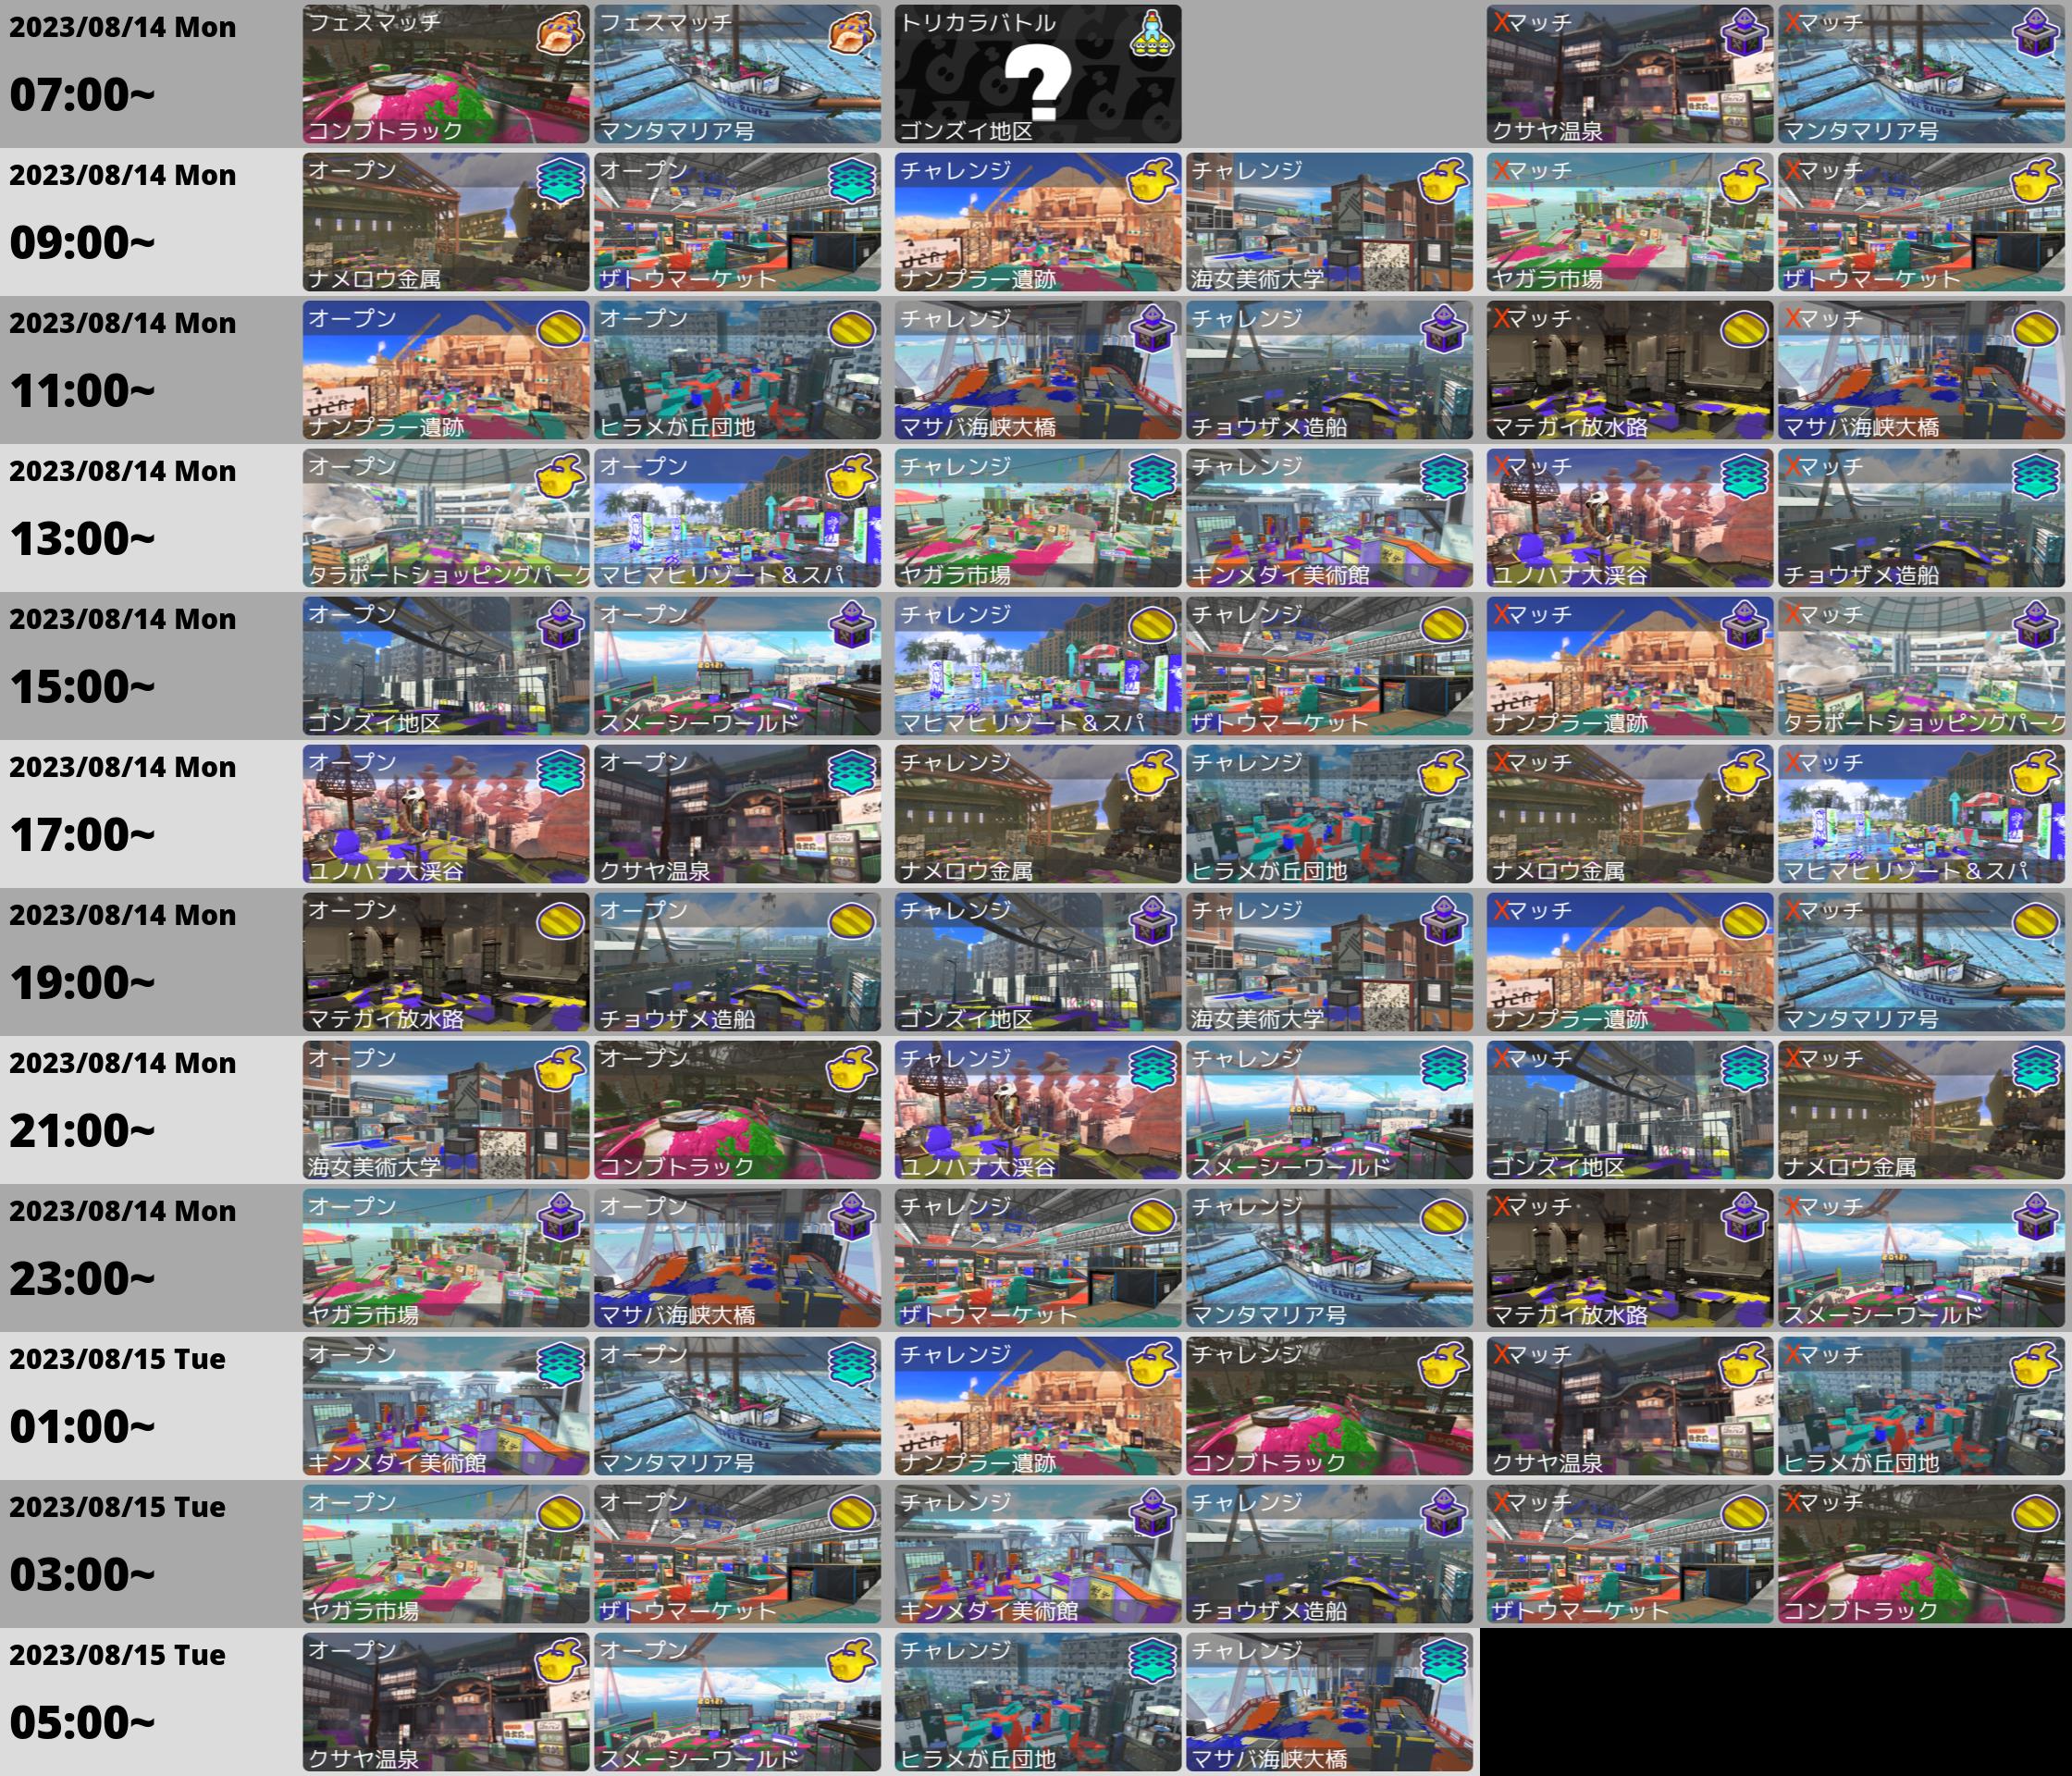 2023/08/14 Mon
07:00~
フェスマッチ
コンブトラック
フェスマッチ
マンタマリア号
トリカラバトル
ゴンズイ地区
Xマッチ
クサヤ温泉
Xマッチ
マンタマリア号
2023/08/14 Mon
09:00~
オープン
ナメロウ金属
オープン
ザトウマーケット
チャレンジ
ナンプラー遺跡
チャレンジ
海女美術大学
Xマッチ
ヤガラ市場
Xマッチ
ザトウマーケット
2023/08/14 Mon
11:00~
オープン
ナンプラー遺跡
オープン
ヒラメが丘団地
チャレンジ
マサバ海峡大橋
チャレンジ
チョウザメ造船
Xマッチ
マテガイ放水路
Xマッチ
マサバ海峡大橋
2023/08/14 Mon
13:00~
オープン
タラポートショッピングパーク
オープン
マヒマヒリゾート&スパ
チャレンジ
ヤガラ市場
チャレンジ
キンメダイ美術館
Xマッチ
ユノハナ大渓谷
Xマッチ
チョウザメ造船
2023/08/14 Mon
15:00~
オープン
ゴンズイ地区
オープン
スメーシーワールド
チャレンジ
マヒマヒリゾート&スパ
チャレンジ
ザトウマーケット
Xマッチ
ナンプラー遺跡
Xマッチ
タラポートショッピングパーク
2023/08/14 Mon
17:00~
オープン
ユノハナ大渓谷
オープン
クサヤ温泉
チャレンジ
ナメロウ金属
チャレンジ
ヒラメが丘団地
Xマッチ
ナメロウ金属
Xマッチ
マヒマヒリゾート&スパ
2023/08/14 Mon
19:00~
オープン
マテガイ放水路
オープン
チョウザメ造船
チャレンジ
ゴンズイ地区
チャレンジ
海女美術大学
Xマッチ
ナンプラー遺跡
Xマッチ
マンタマリア号
2023/08/14 Mon
21:00~
オープン
海女美術大学
オープン
コンブトラック
チャレンジ
ユノハナ大渓谷
チャレンジ
スメーシーワールド
Xマッチ
ゴンズイ地区
Xマッチ
ナメロウ金属
2023/08/14 Mon
23:00~
オープン
ヤガラ市場
オープン
マサバ海峡大橋
チャレンジ
ザトウマーケット
チャレンジ
マンタマリア号
Xマッチ
マテガイ放水路
Xマッチ
スメーシーワールド
2023/08/15 Tue
01:00~
オープン
キンメダイ美術館
オープン
マンタマリア号
チャレンジ
ナンプラー遺跡
チャレンジ
コンブトラック
Xマッチ
クサヤ温泉
Xマッチ
ヒラメが丘団地
2023/08/15 Tue
03:00~
オープン
ヤガラ市場
オープン
ザトウマーケット
チャレンジ
キンメダイ美術館
チャレンジ
チョウザメ造船
Xマッチ
ザトウマーケット
Xマッチ
コンブトラック
2023/08/15 Tue
05:00~
オープン
クサヤ温泉
オープン
スメーシーワールド
チャレンジ
ヒラメが丘団地
チャレンジ
マサバ海峡大橋